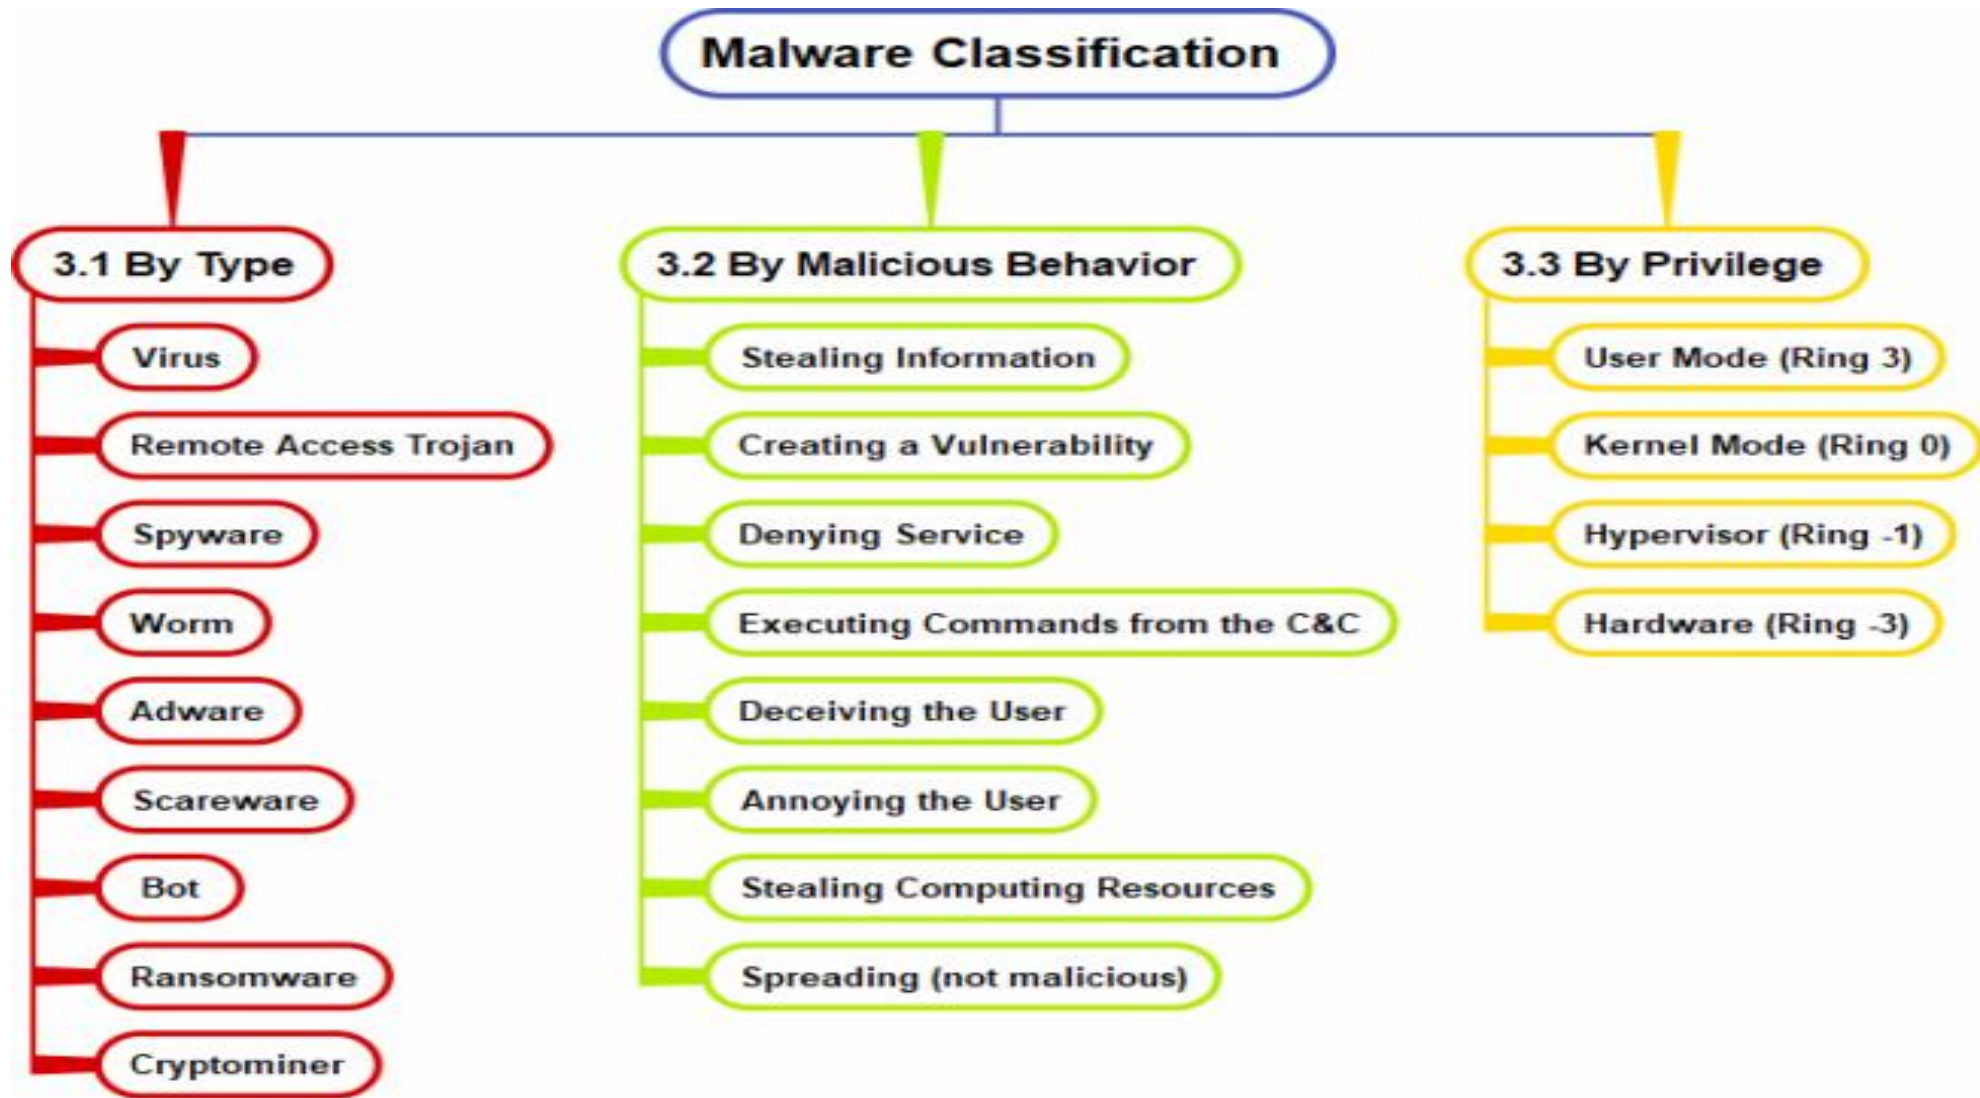 Malware Classification
3.1 By Type
Virus
Remote Access Trojan
Spyware
Worm
Adware
Scareware
Bot
Ransomware
Cryptominer
3.2 By Malicious Behavior
Stealing Information
Creating a Vulnerability
Denying Service
Executing Commands from the C&C
Deceiving the User
Annoying the User
Stealing Computing Resources
Spreading (not malicious)
3.3 By Privilege
User Mode (Ring 3)
Kernel Mode (Ring 0)
Hypervisor (Ring -1)
Hardware (Ring -3)